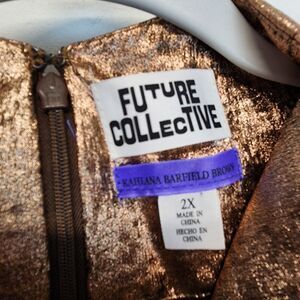 FUTURE
COLLECTIVE
KAHLANA BARFIELD BROWN
2X
MADE IN
CHINA
HECHO EN
CHINA